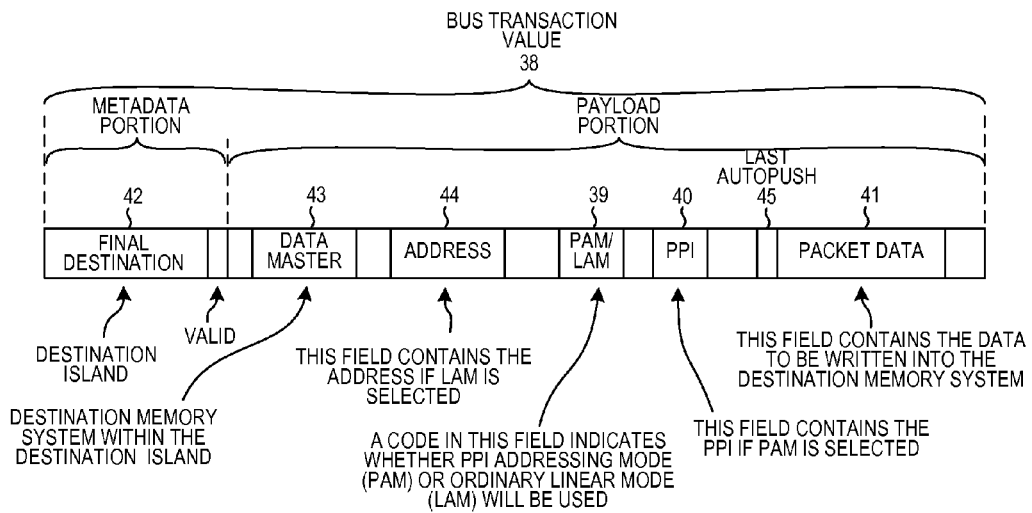 BUS TRANSACTION
VALUE
38
METADATA
PORTION
PAYLOAD
PORTION
LAST
AUTOPUSH
42
43
44
39
40
45
41
FINAL
DESTINATION
DATA
MASTER
ADDRESS
PAM/
LAM
PPI
PACKET DATA
DESTINATION
ISLAND
VALID
DESTINATION MEMORY
SYSTEM WITHIN THE
DESTINATION ISLAND
THIS FIELD CONTAINS THE
ADDRESS IF LAM IS
SELECTED
A CODE IN THIS FIELD INDICATES
WHETHER PPI ADDRESSING MODE
(PAM) OR ORDINARY LINEAR MODE
(LAM) WILL BE USED
THIS FIELD CONTAINS THE
PPI IF PAM IS SELECTED
THIS FIELD CONTAINS THE DATA
TO BE WRITTEN INTO THE
DESTINATION MEMORY SYSTEM